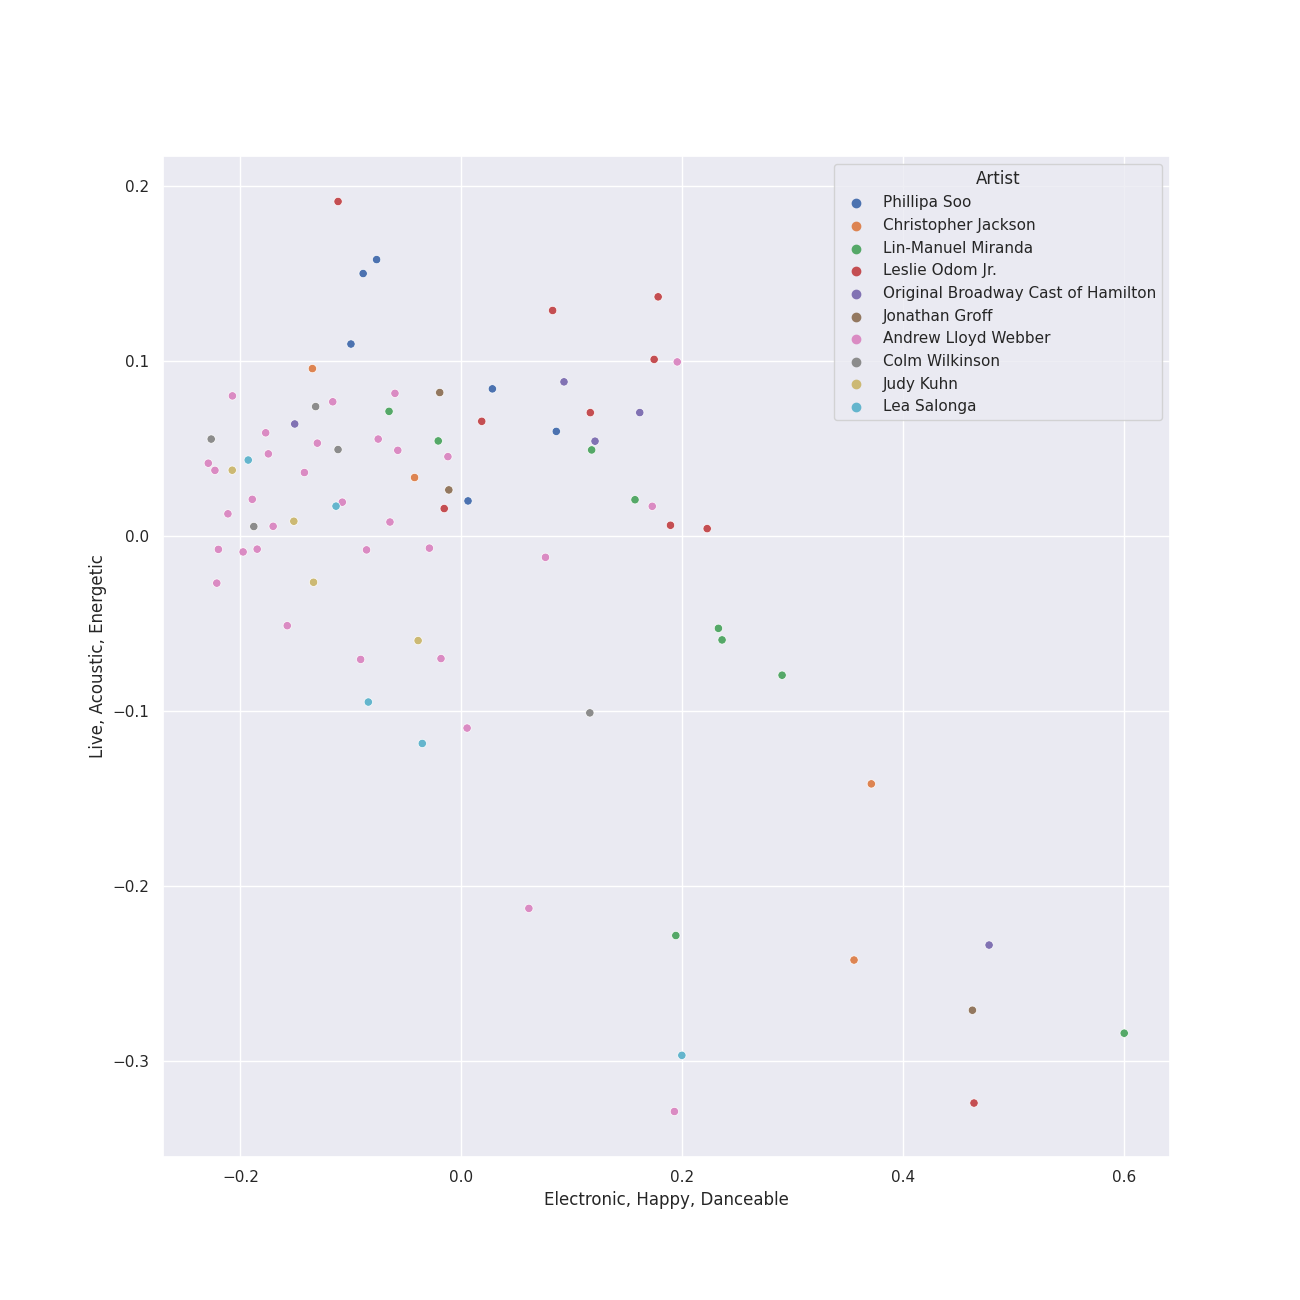 Artist
Phillipa Soo
Christopher Jackson
Lin-Manuel Miranda
Leslie Odom Jr.
Original Broadway Cast of Hamilton
Jonathan Groff
Andrew Lloyd Webber
Colm Wilkinson
Judy Kuhn
Lea Salonga
0.2
0.1
0.0
−0.1
−0.2
−0.3
Live, Acoustic, Energetic
−0.2
0.0
0.2
0.4
0.6
Electronic, Happy, Danceable